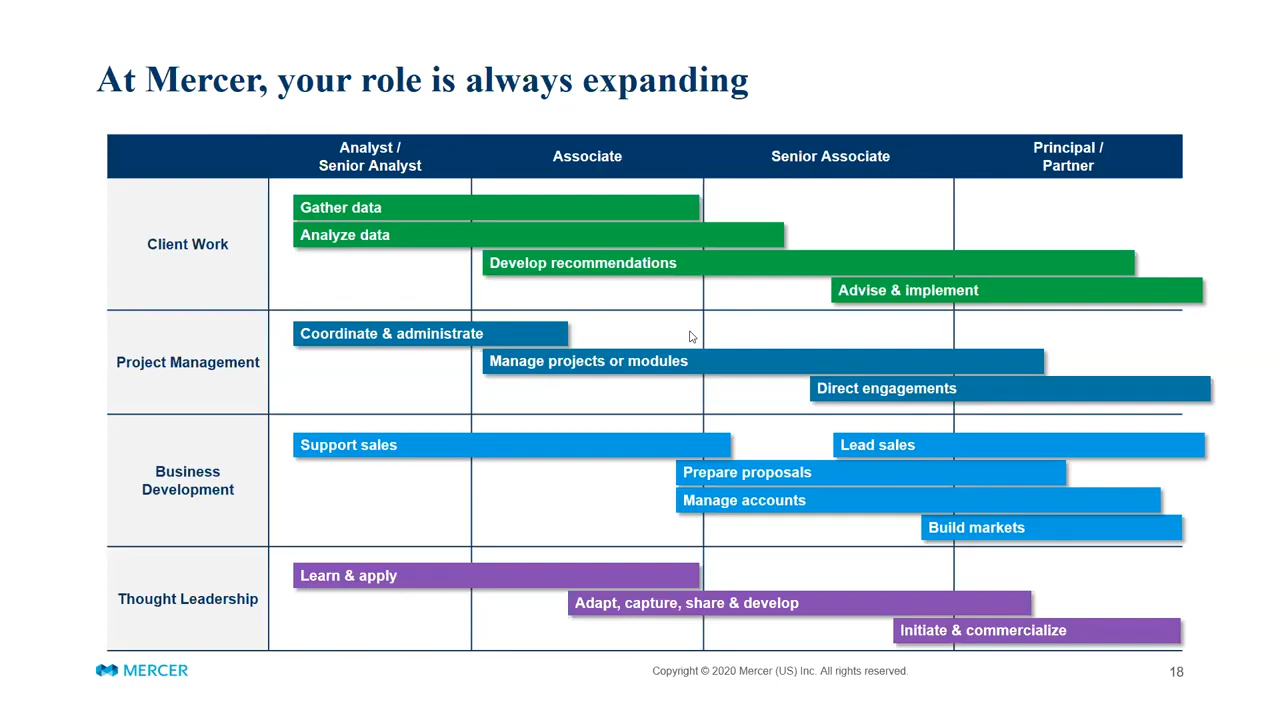 At Mercer, your role is always expanding
Analyst /
Senior Analyst
Associate
Senior Associate
Principal /
Partner
Client Work
Gather data
Analyze data
Develop recommendations
Advise & implement
Project Management
Coordinate & administrate
Manage projects or modules
Direct engagements
Business
Development
Support sales
Lead sales
Prepare proposals
Manage accounts
Build markets
Thought Leadership
Learn & apply
Adapt, capture, share & develop
Initiate & commercialize
MERCER
Copyright © 2020 Mercer (US) Inc. All rights reserved.
18